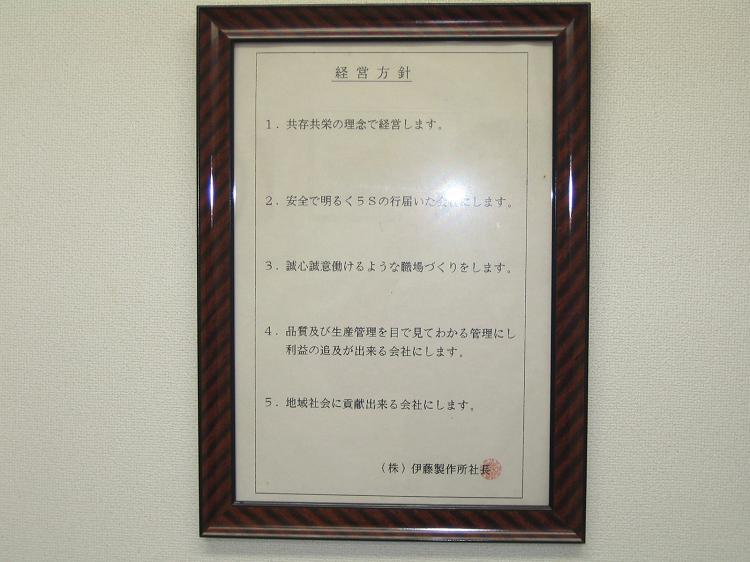 経営方針
１．共存共栄の理念で経営します。
２．安全で明るく５Ｓの行届いた会社にします。
３．誠心誠意働けるような職場づくりをします。
４．品質及び生産管理を目で見てわかる管理にし
利益の追及が出来る会社にします。
５．地域社会に貢献出来る会社にします。
（株）伊藤製作所社長